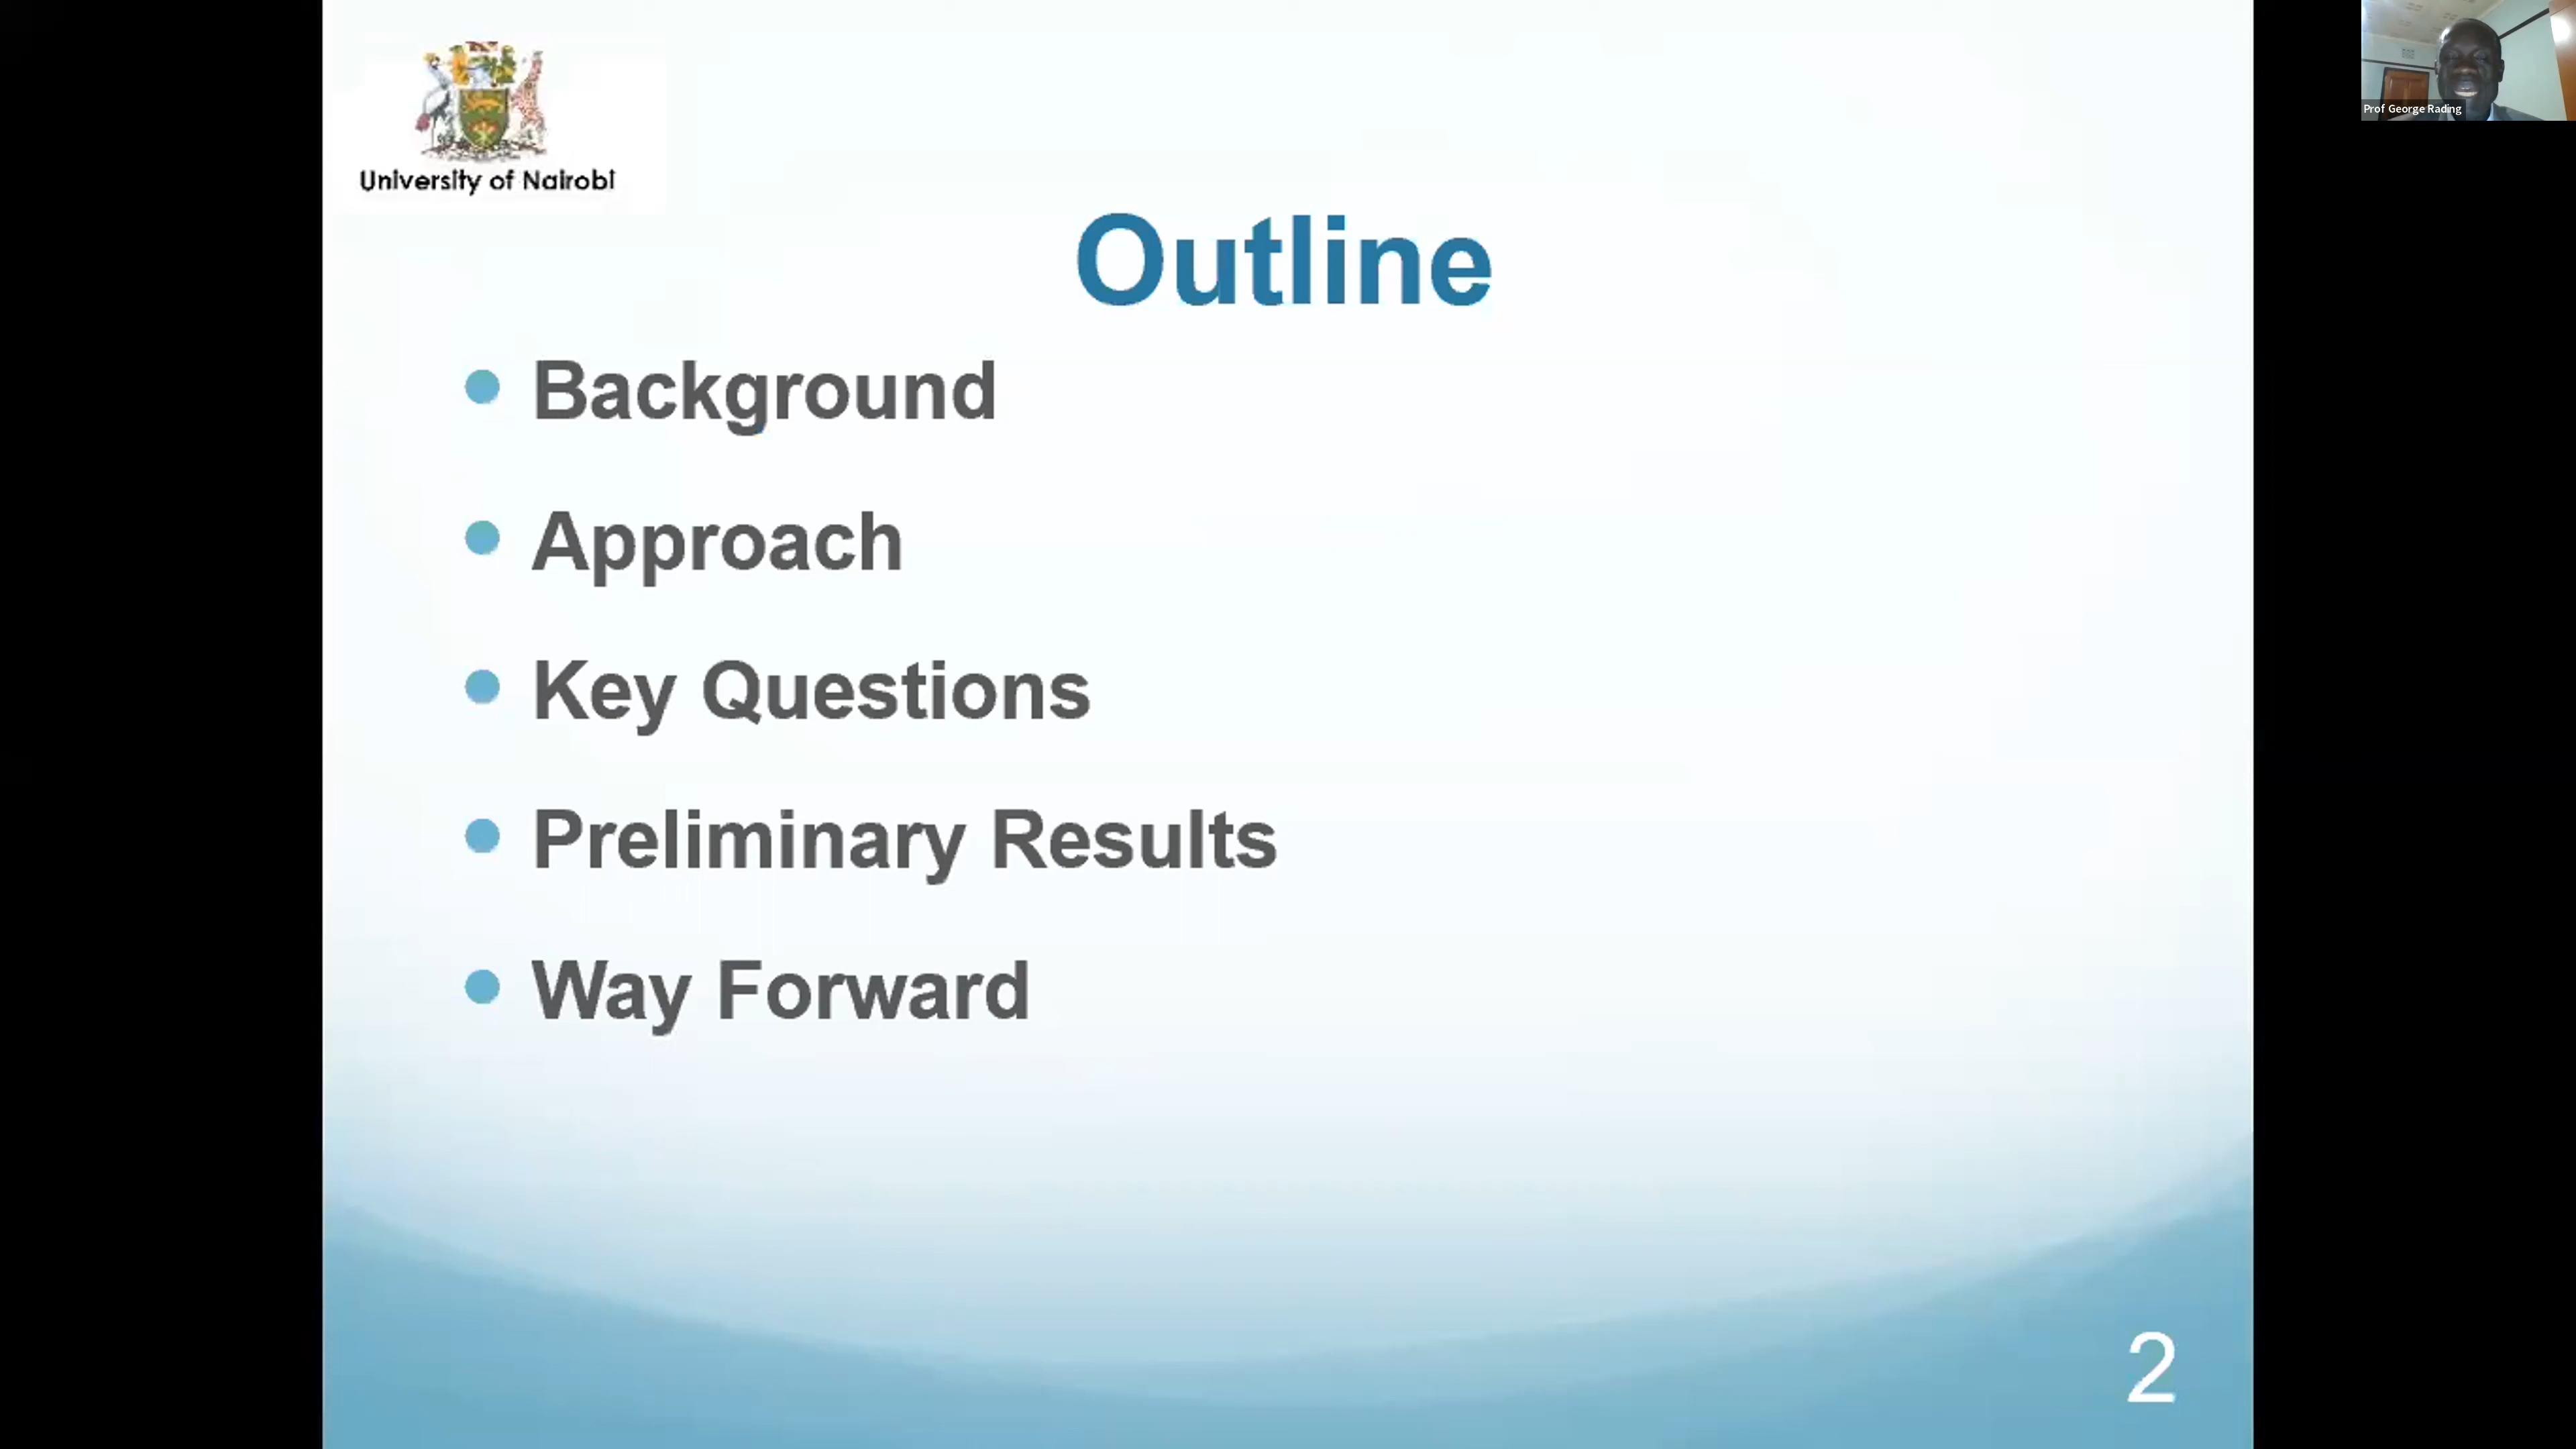 University of Nairobi
Prof George Rading
Outline
Background
Approach
Key Questions
Preliminary Results
Way Forward
2